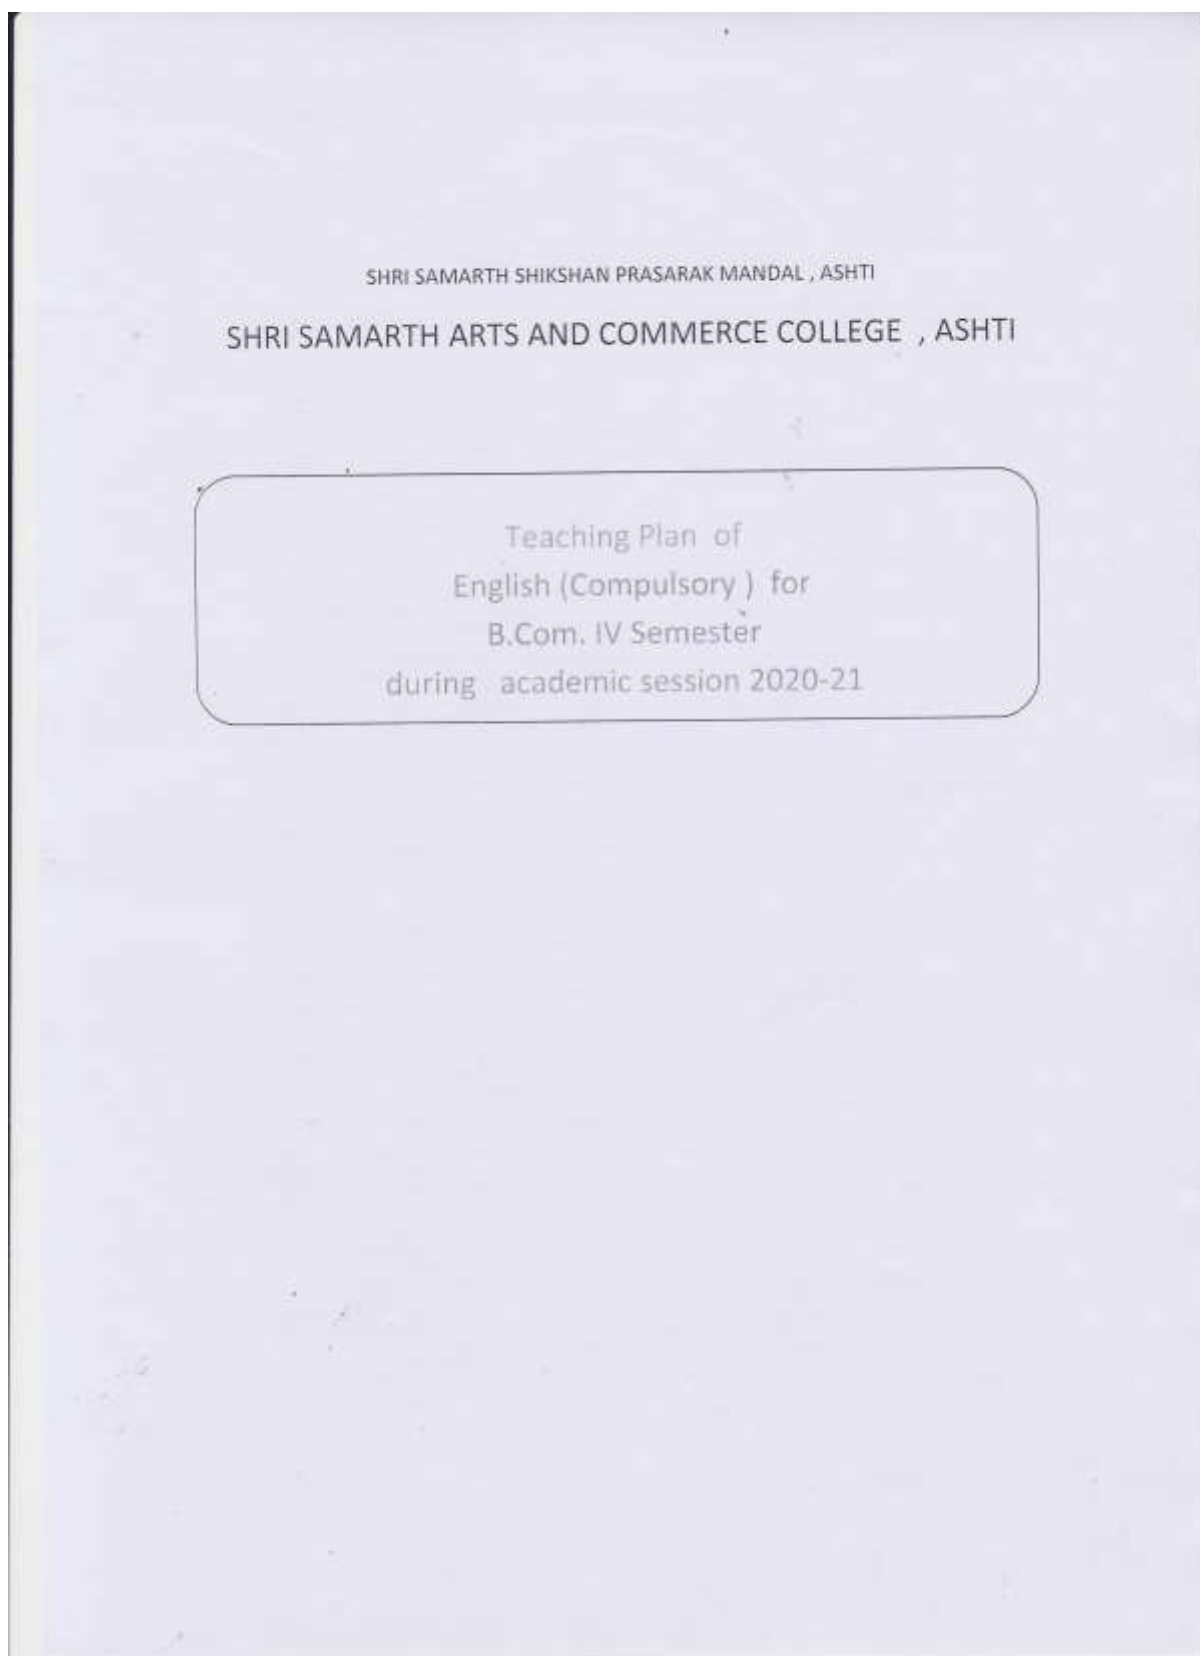 SHRI SAMARTH SHIKSHAN PRASARAK MANDAL , ASHTI
SHRI SAMARTH ARTS AND COMMERCE COLLEGE , ASHTI
Teaching Plan of
English (Compulsory ) for
B.Com. IV Semester
during academic session 2020-21